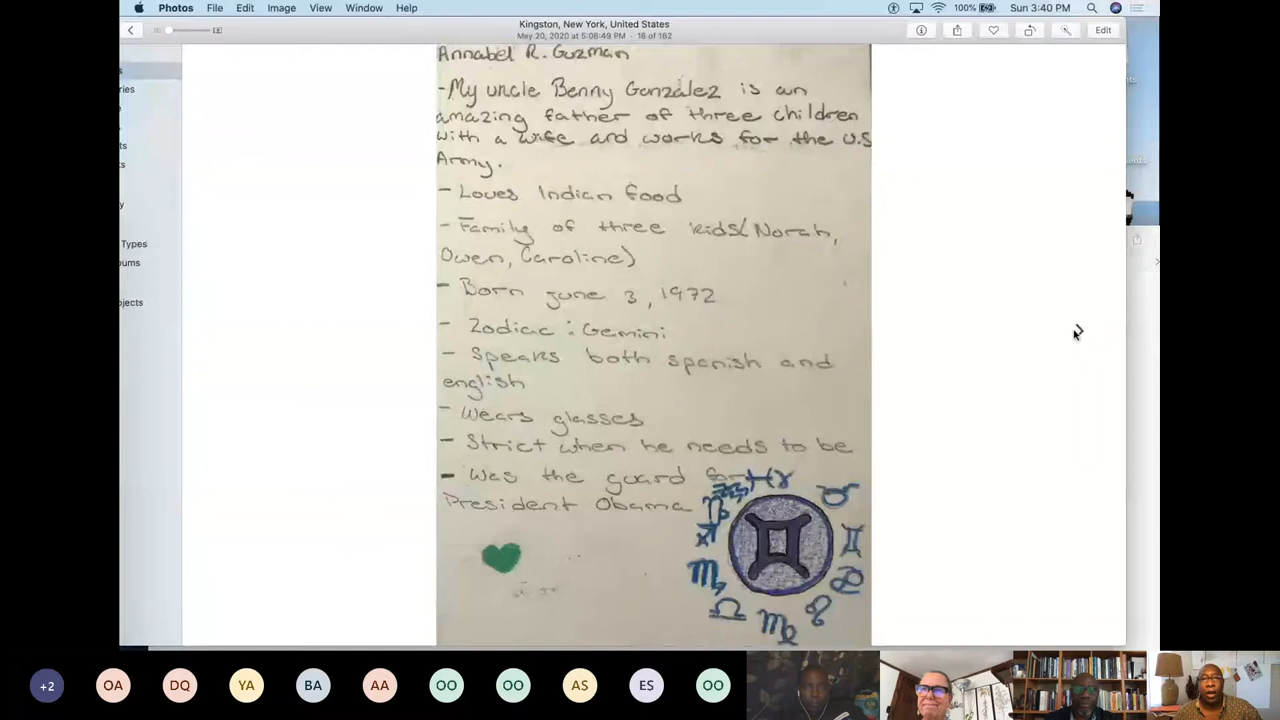 Photos File Edit Image View Window Help 100% Sun 3:40 PM
Kingston, New York, United States
May 20, 2020 at 5:06:49 PM - 16 of 162
Edit
Annabel R. Guzman
-My uncle Benny Gonzalez is an
amazing father of three children
with a wife and works for the U.S
Army.
- Loves Indian food
- Family of three kids(Norah,
Owen, Caroline)
- Born june 3, 1972
- Zodiac : Gemini
- Speaks both spanish and
english
- Wears glasses
- Strict when he needs to be
- Was the guard for
President Obama
Types
+2 OA DQ YA BA AA OO OO AS ES OO